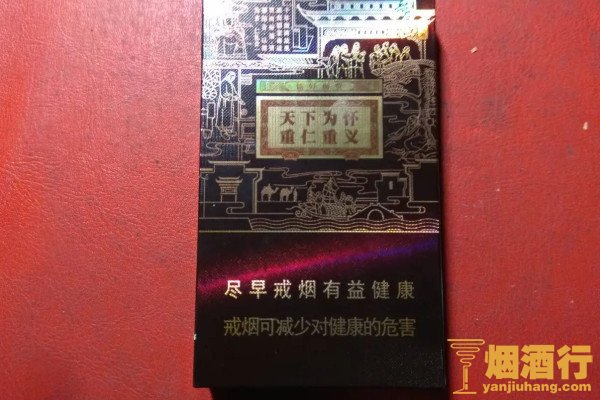 天下为怀
重仁重义
尽早戒烟有益健康
戒烟可减少对健康的危害
烟酒行
yanjiuhang.com